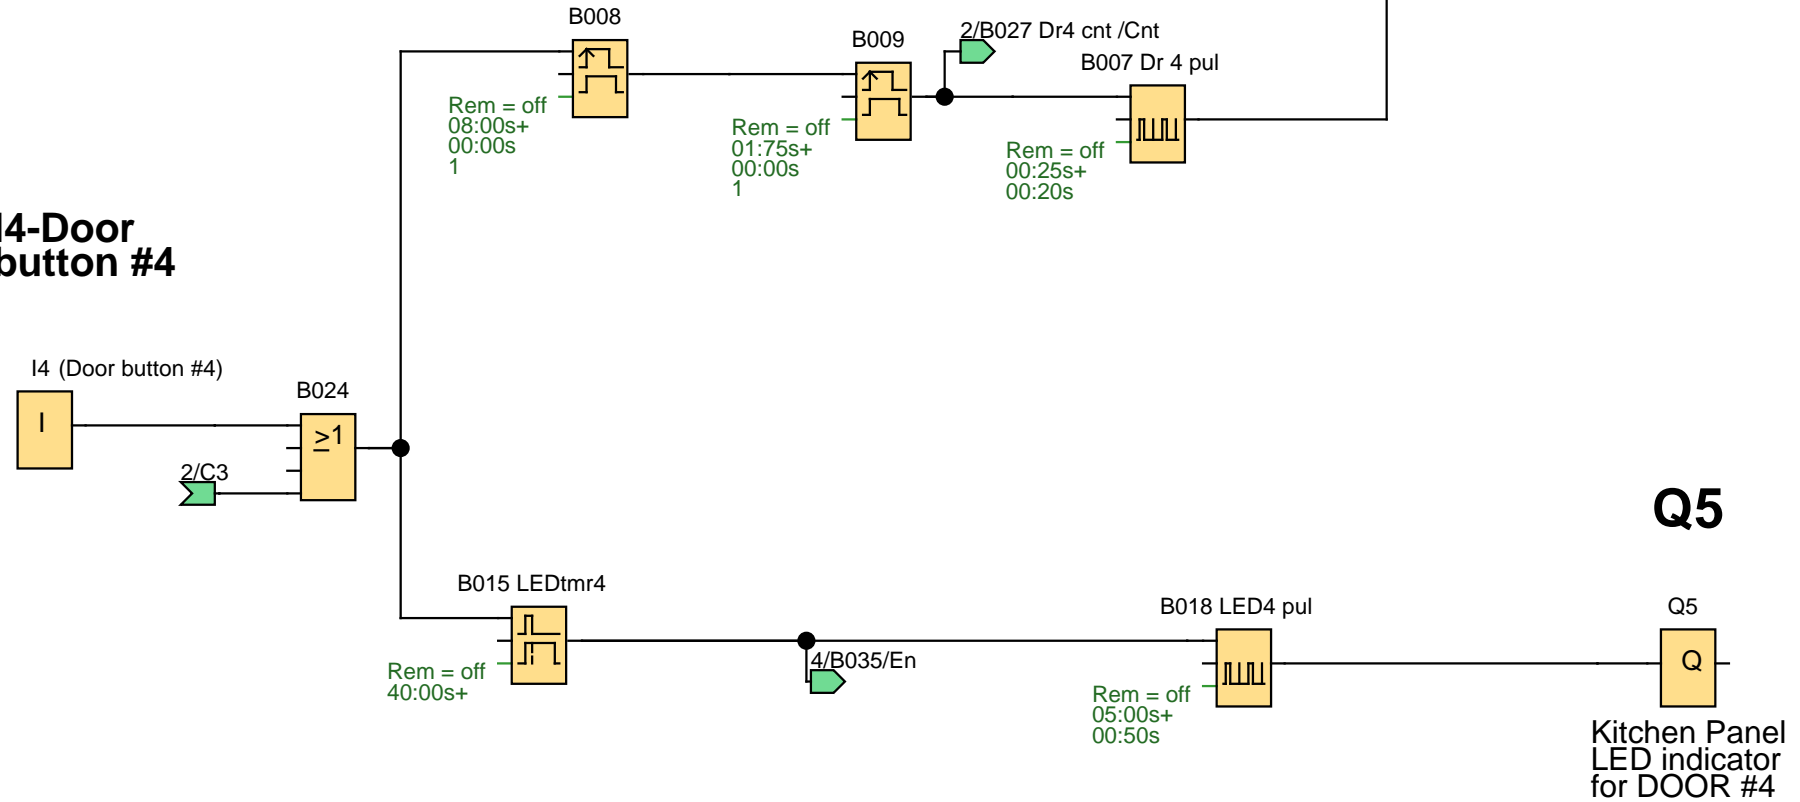 B008
2/B027 Dr4 cnt /Cnt
B009
B007 Dr 4 pul
Rem = off
08:00s+
00:00s
1
Rem = off
01:75s+
00:00s
1
Rem = off
00:25s+
00:20s
I4-Door
button #4
I4 (Door button #4)
I
B024
≥1
2/C3
Q5
B015 LEDtmr4
Rem = off
40:00s+
4/B035/En
B018 LED4 pul
Rem = off
05:00s+
00:50s
Q5
Q
Kitchen Panel
LED indicator
for DOOR #4